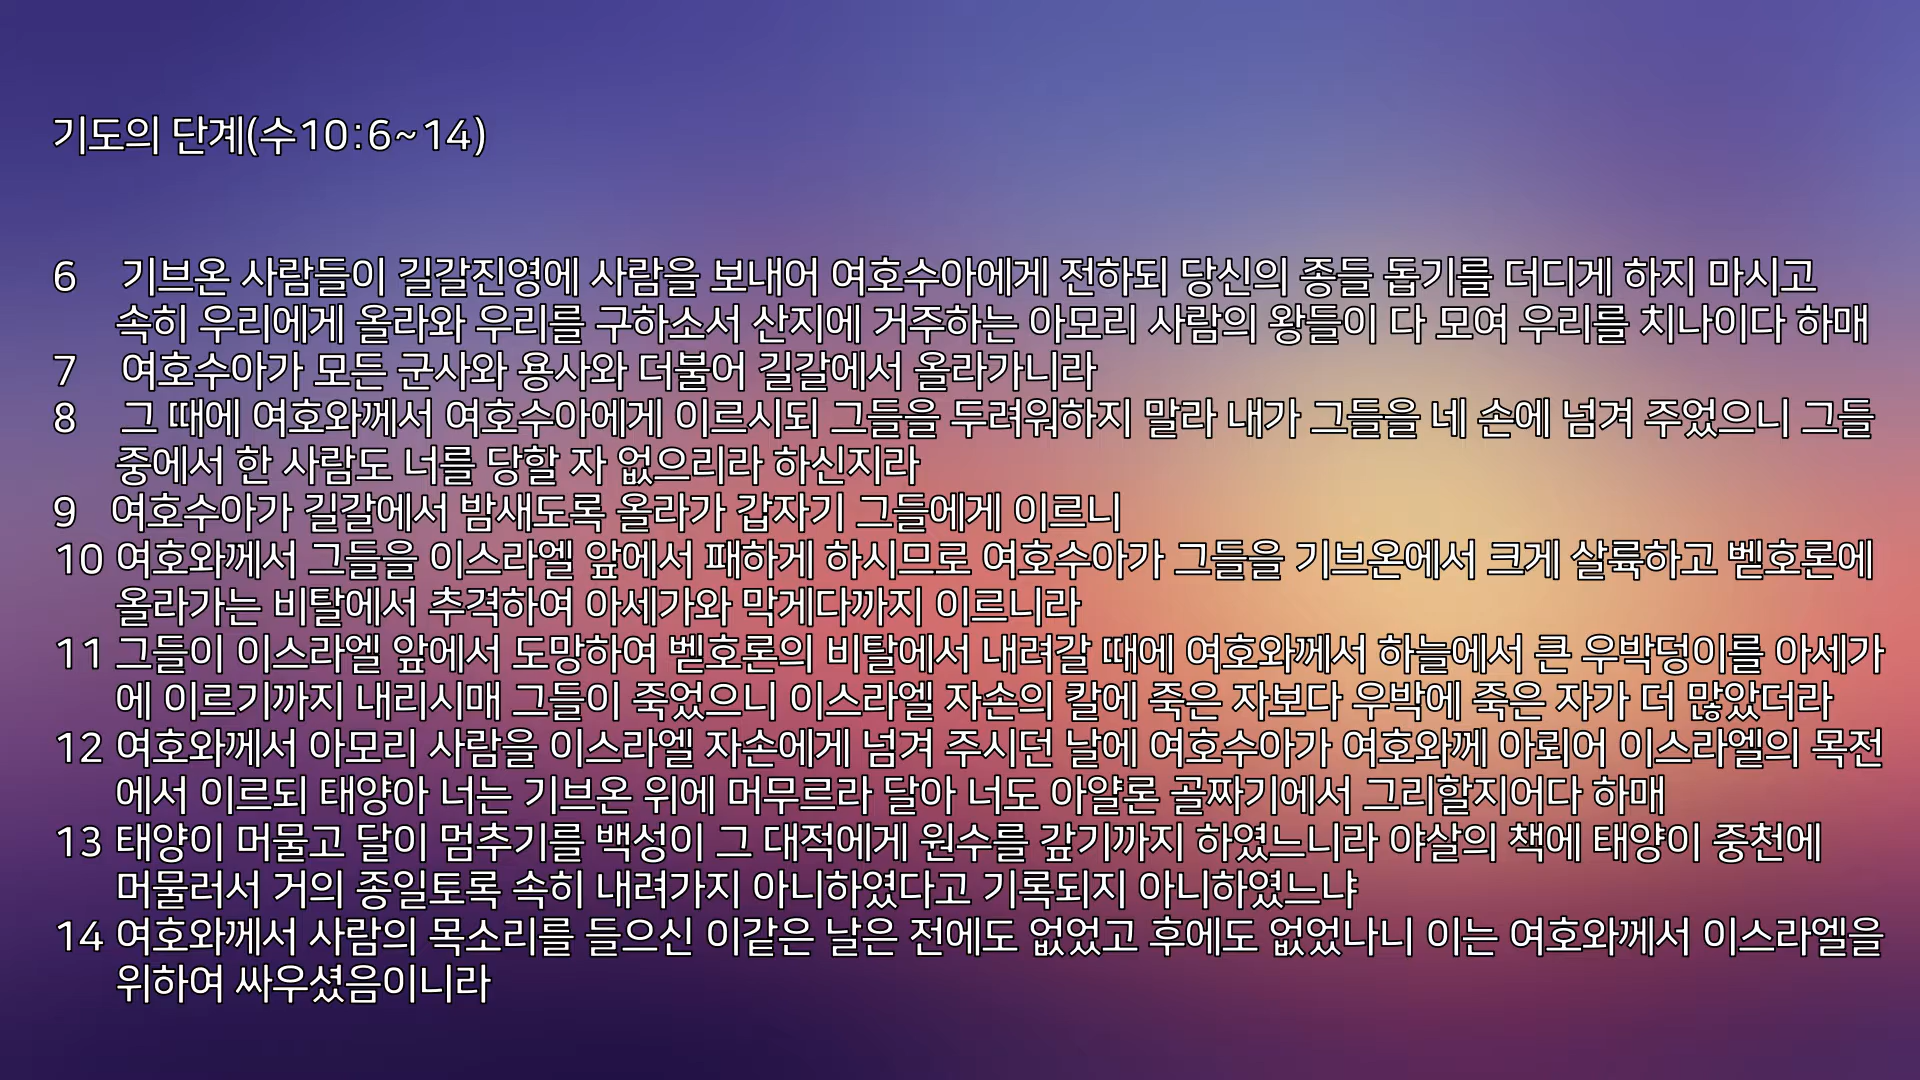 기도의 단계(수10:6~14)
6 기브온 사람들이 길갈진영에 사람을 보내어 여호수아에게 전하되 당신의 종들 돕기를 더디게 하지 마시고
속히 우리에게 올라와 우리를 구하소서 산지에 거주하는 아모리 사람의 왕들이 다 모여 우리를 치나이다 하매
7 여호수아가 모든 군사와 용사와 더불어 길갈에서 올라가니라
8 그 때에 여호와께서 여호수아에게 이르시되 그들을 두려워하지 말라 내가 그들을 네 손에 넘겨 주었으니 그들
중에서 한 사람도 너를 당할 자 없으리라 하신지라
9 여호수아가 길갈에서 밤새도록 올라가 갑자기 그들에게 이르니
10 여호와께서 그들을 이스라엘 앞에서 패하게 하시므로 여호수아가 그들을 기브온에서 크게 살륙하고 벧호론에
올라가는 비탈에서 추격하여 아세가와 막게다까지 이르니라
11 그들이 이스라엘 앞에서 도망하여 벧호론의 비탈에서 내려갈 때에 여호와께서 하늘에서 큰 우박덩이를 아세가
에 이르기까지 내리시매 그들이 죽었으니 이스라엘 자손의 칼에 죽은 자보다 우박에 죽은 자가 더 많았더라
12 여호와께서 아모리 사람을 이스라엘 자손에게 넘겨 주시던 날에 여호수아가 여호와께 아뢰어 이스라엘의 목전
에서 이르되 태양아 너는 기브온 위에 머무르라 달아 너도 아얄론 골짜기에서 그리할지어다 하매
13 태양이 머물고 달이 멈추기를 백성이 그 대적에게 원수를 갚기까지 하였느니라 야살의 책에 태양이 중천에
머물러서 거의 종일토록 속히 내려가지 아니하였다고 기록되지 아니하였느냐
14 여호와께서 사람의 목소리를 들으신 이같은 날은 전에도 없었고 후에도 없었나니 이는 여호와께서 이스라엘을
위하여 싸우셨음이니라